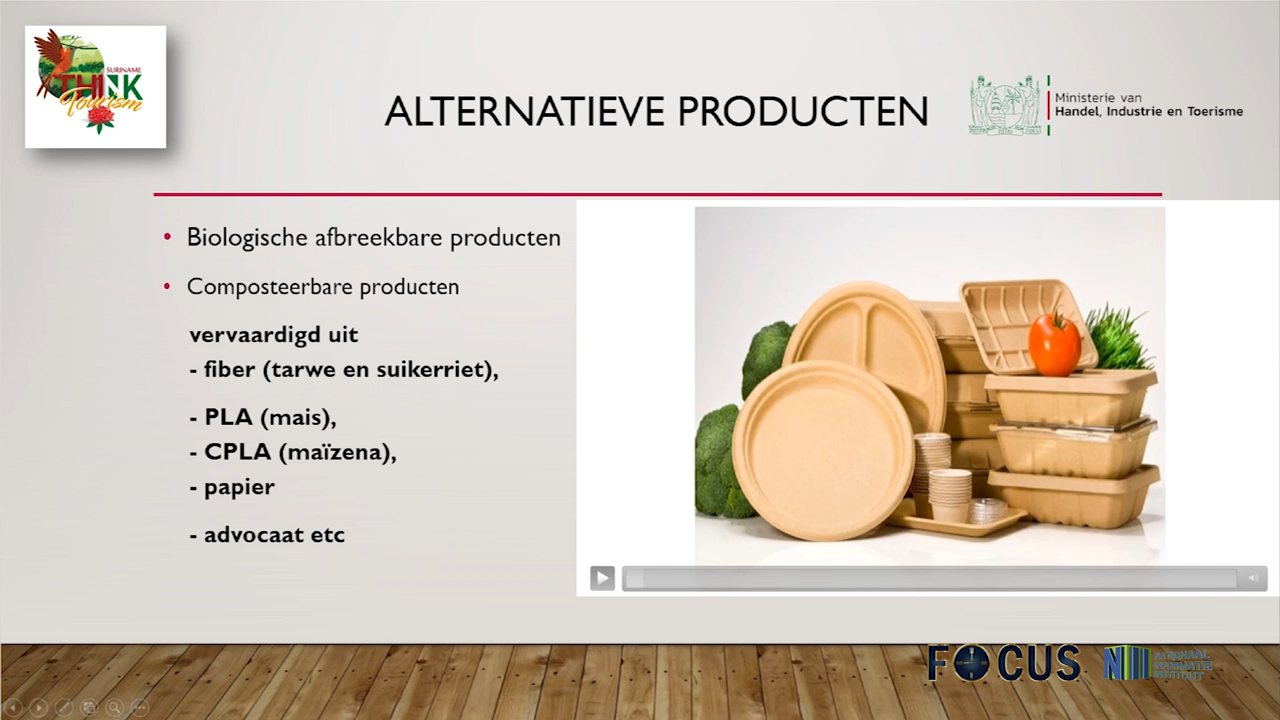 SURINAME
THINK
Tourism
ALTERNATIEVE PRODUCTEN
Ministerie van
Handel, Industrie en Toerisme
• Biologische afbreekbare producten
• Composteerbare producten
vervaardigd uit
- fiber (tarwe en suikerriet),
- PLA (mais),
- CPLA (maïzena),
- papier
- advocaat etc
FOCUS
NII
NATIONAAL
INFORMATIE
INSTITUUT